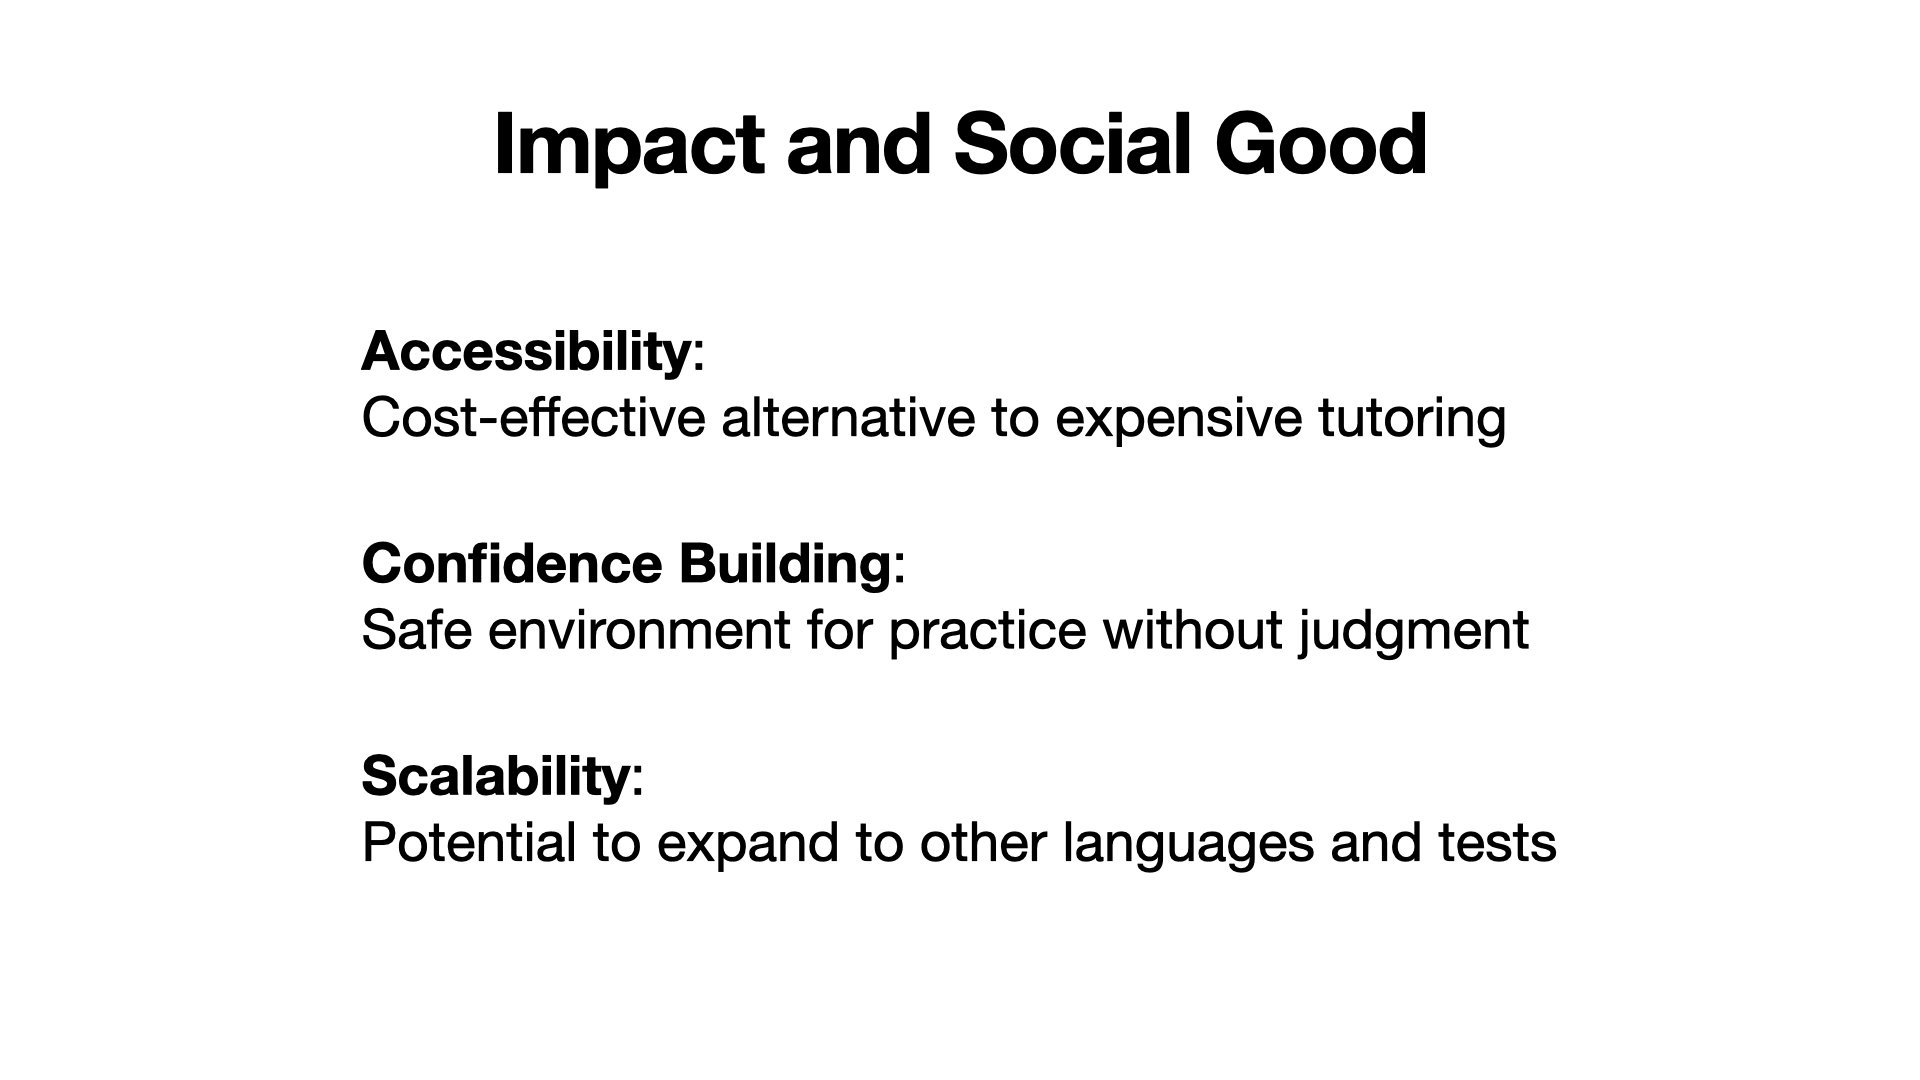 Impact and Social Good
Accessibility:
Cost-effective alternative to expensive tutoring
Confidence Building:
Safe environment for practice without judgment
Scalability:
Potential to expand to other languages and tests